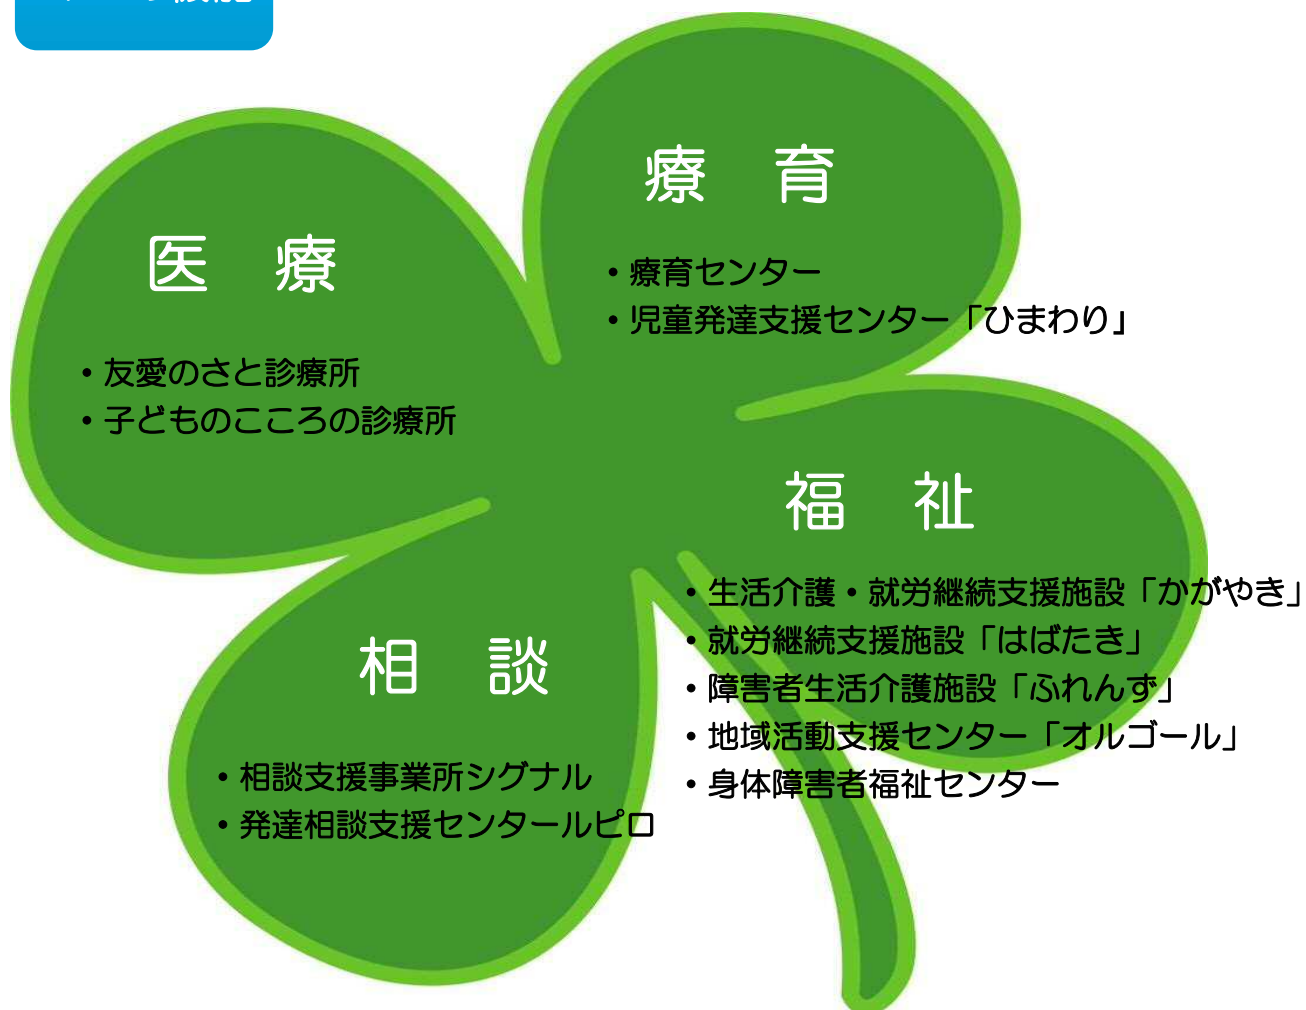 医　療
・友愛のさと診療所
・子どものこころの診療所
療　育
・療育センター
・児童発達支援センター「ひまわり」
福　祉
・生活介護・就労継続支援施設「かがやき」
・就労継続支援施設「はばたき」
・障害者生活介護施設「ふれんず」
・地域活動支援センター「オルゴール」
・身体障害者福祉センター
相　談
・相談支援事業所シグナル
・発達相談支援センタールピロ